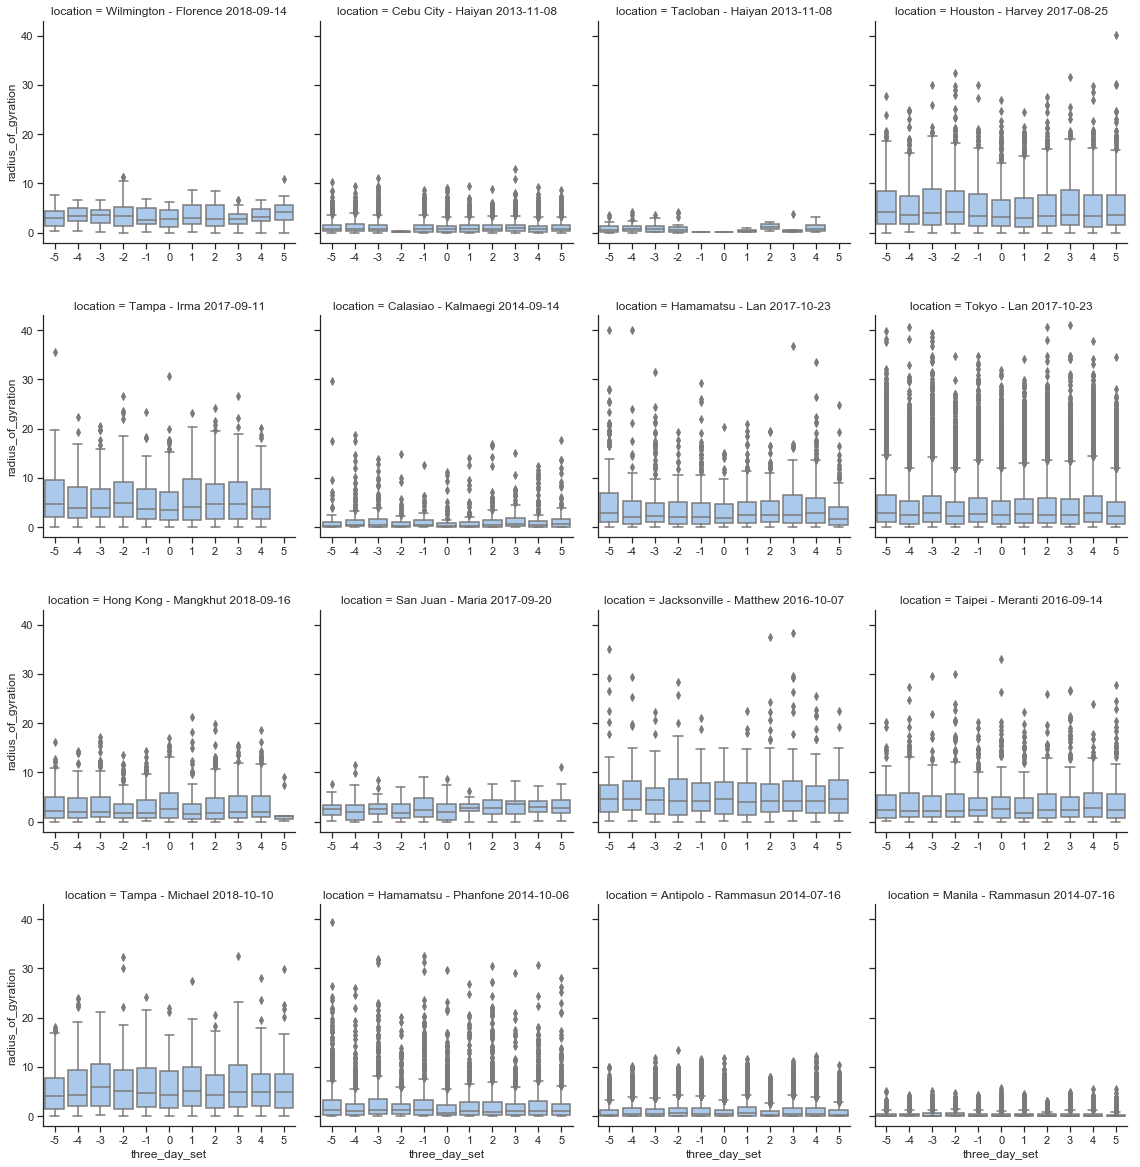 location = Wilmington - Florence 2018-09-14
location = Cebu City - Haiyan 2013-11-08
location = Tacloban - Haiyan 2013-11-08
location = Houston - Harvey 2017-08-25
40
30
20
10
0
radius_of_gyration
-5 -4 -3 -2 -1 0 1 2 3 4 5
-5 -4 -3 -2 -1 0 1 2 3 4 5
-5 -4 -3 -2 -1 0 1 2 3 4 5
-5 -4 -3 -2 -1 0 1 2 3 4 5
location = Tampa - Irma 2017-09-11
location = Calasiao - Kalmaegi 2014-09-14
location = Hamamatsu - Lan 2017-10-23
location = Tokyo - Lan 2017-10-23
40
30
20
10
0
radius_of_gyration
-5 -4 -3 -2 -1 0 1 2 3 4 5
-5 -4 -3 -2 -1 0 1 2 3 4 5
-5 -4 -3 -2 -1 0 1 2 3 4 5
-5 -4 -3 -2 -1 0 1 2 3 4 5
location = Hong Kong - Mangkhut 2018-09-16
location = San Juan - Maria 2017-09-20
location = Jacksonville - Matthew 2016-10-07
location = Taipei - Meranti 2016-09-14
40
30
20
10
0
radius_of_gyration
-5 -4 -3 -2 -1 0 1 2 3 4 5
-5 -4 -3 -2 -1 0 1 2 3 4 5
-5 -4 -3 -2 -1 0 1 2 3 4 5
-5 -4 -3 -2 -1 0 1 2 3 4 5
location = Tampa - Michael 2018-10-10
location = Hamamatsu - Phanfone 2014-10-06
location = Antipolo - Rammasun 2014-07-16
location = Manila - Rammasun 2014-07-16
40
30
20
10
0
radius_of_gyration
-5 -4 -3 -2 -1 0 1 2 3 4 5
-5 -4 -3 -2 -1 0 1 2 3 4 5
-5 -4 -3 -2 -1 0 1 2 3 4 5
-5 -4 -3 -2 -1 0 1 2 3 4 5
three_day_set
three_day_set
three_day_set
three_day_set